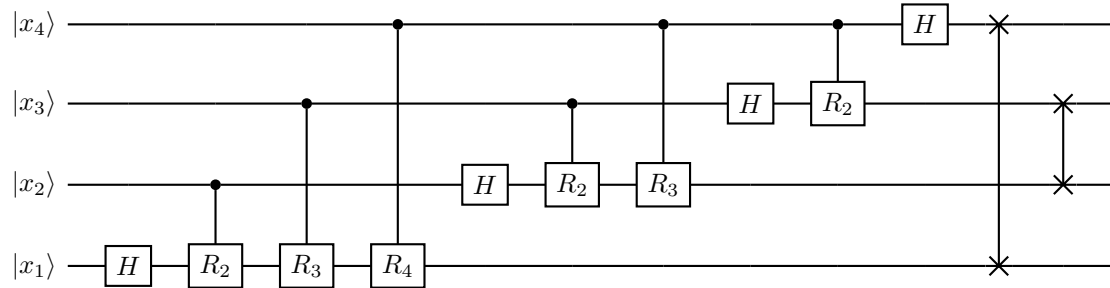 |x₄⟩ H
|x₃⟩ H R₂
|x₂⟩ H R₂ R₃
|x₁⟩ H R₂ R₃ R₄